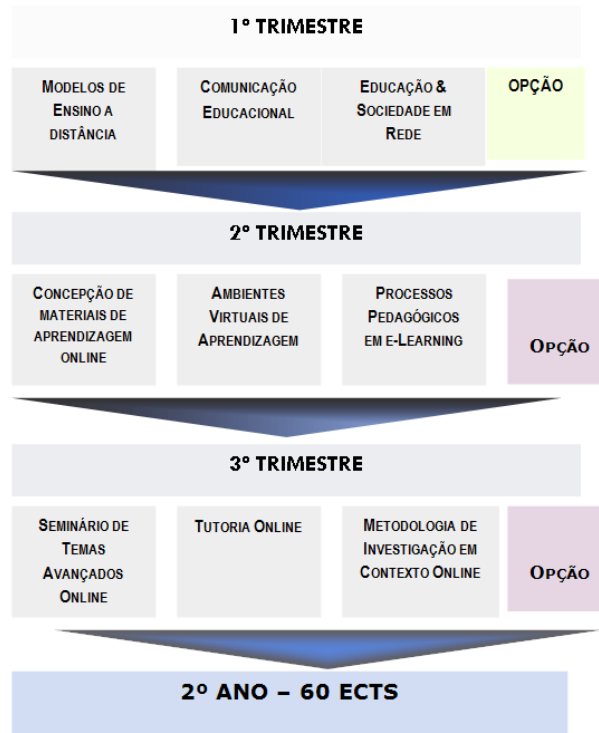 1º TRIMESTRE
MODELOS DE
ENSINO A
DISTÂNCIA
COMUNICAÇÃO
EDUCACIONAL
EDUCAÇÃO &
SOCIEDADE EM
REDE
OPÇÃO
2º TRIMESTRE
CONCEPÇÃO DE
MATERIAIS DE
APRENDIZAGEM
ONLINE
AMBIENTES
VIRTUAIS DE
APRENDIZAGEM
PROCESSOS
PEDAGÓGICOS
EM E-LEARNING
OPÇÃO
3º TRIMESTRE
SEMINÁRIO DE
TEMAS
AVANÇADOS
ONLINE
TUTORIA ONLINE
METODOLOGIA DE
INVESTIGAÇÃO EM
CONTEXTO ONLINE
OPÇÃO
2º ANO – 60 ECTS